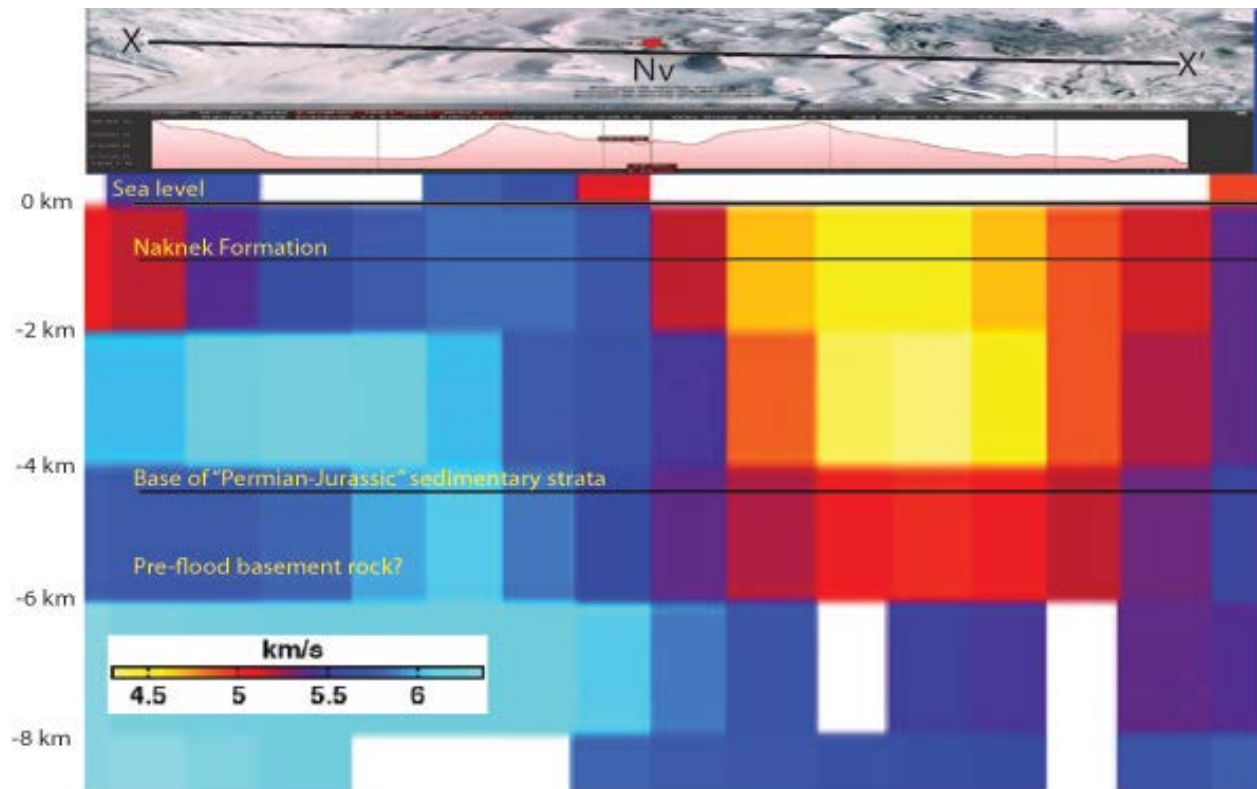 X
Nv
X'
Sea level
0 km
Naknek Formation
-2 km
-4 km
Base of "Permian-Jurassic" sedimentary strata
Pre-flood basement rock?
-6 km
km/s
4.5 5 5.5 6
-8 km